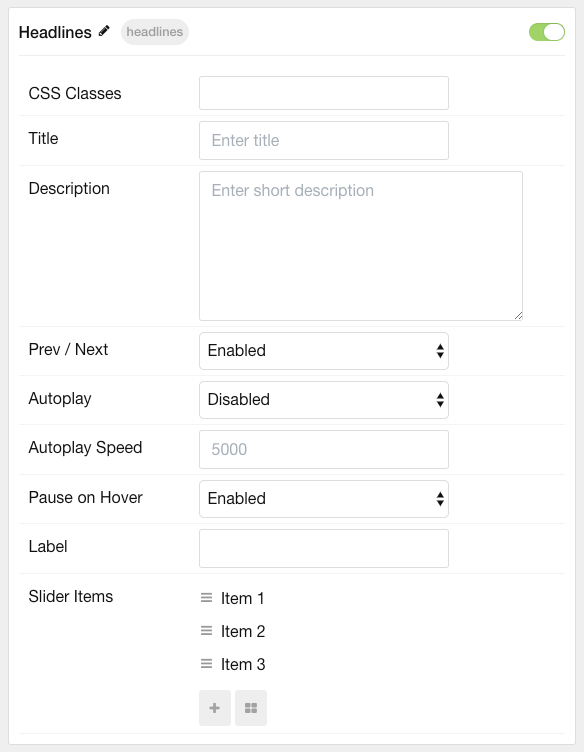 Headlines headlines
CSS Classes
Title Enter title
Description Enter short description
Prev / Next Enabled
Autoplay Disabled
Autoplay Speed 5000
Pause on Hover Enabled
Label
Slider Items Item 1
Item 2
Item 3